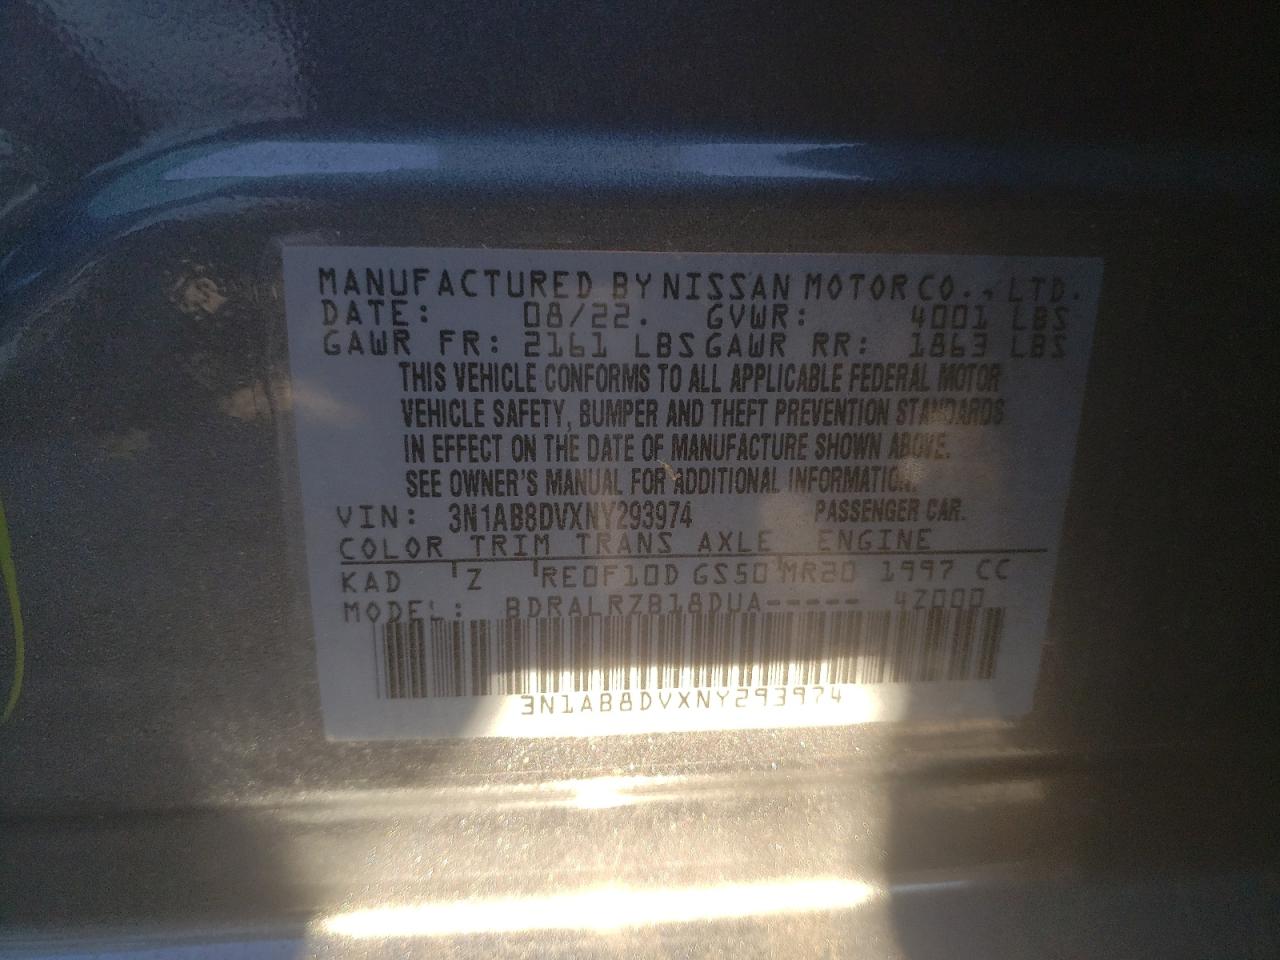 MANUFACTURED BY NISSAN MOTOR CO., LTD.
DATE: 08/22. GVWR: 4001 LBS
GAWR FR: 2161 LBS GAWR RR: 1863 LBS
THIS VEHICLE CONFORMS TO ALL APPLICABLE FEDERAL MOTOR
VEHICLE SAFETY, BUMPER AND THEFT PREVENTION STANDARDS
IN EFFECT ON THE DATE OF MANUFACTURE SHOWN ABOVE.
SEE OWNER'S MANUAL FOR ADDITIONAL INFORMATION.
VIN: 3N1AB8DVXNY293974 PASSENGER CAR.
COLOR TRIM TRANS AXLE ENGINE
KAD Z RE0F10D GS50 MR20 1997 CC
MODEL: BDRALRZB18DUA----- 4Z000
3N1AB8DVXNY293974